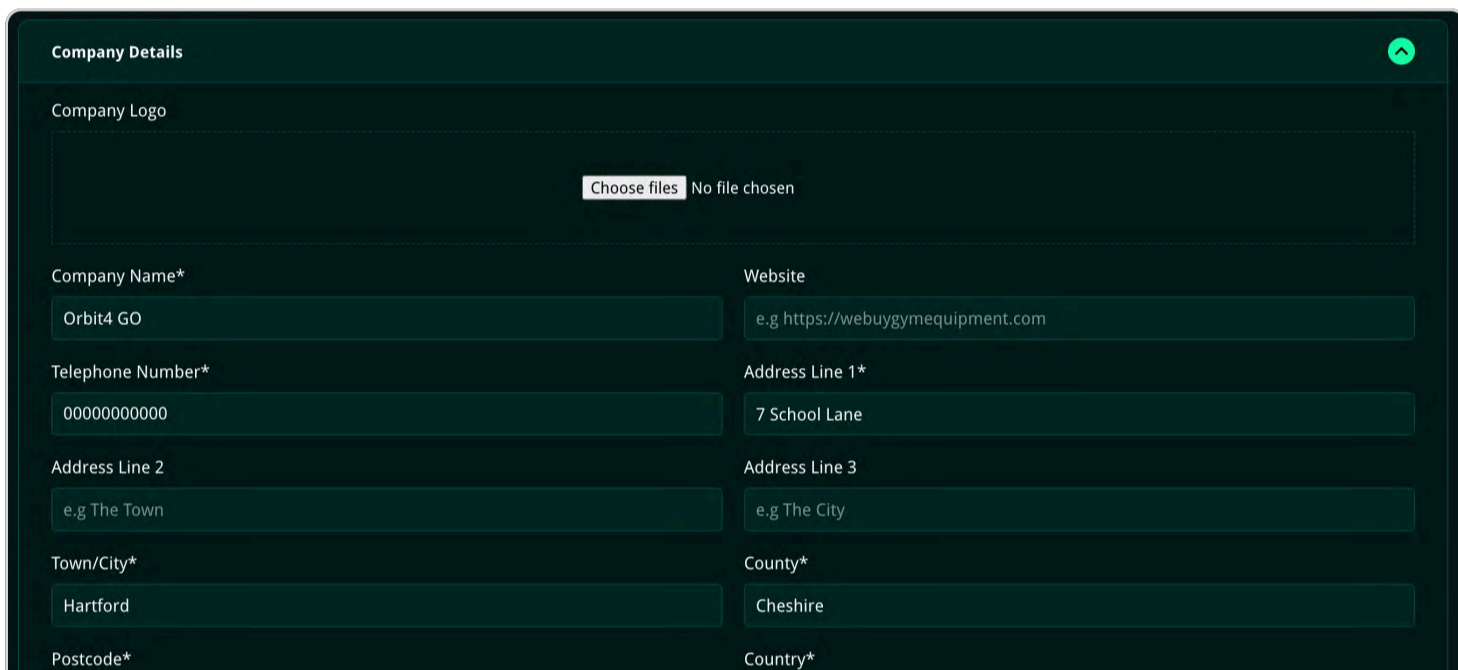 Company Details
Company Logo
Choose files No file chosen
Company Name* Website
Orbit4 GO e.g https://webuygymequipment.com
Telephone Number* Address Line 1*
00000000000 7 School Lane
Address Line 2 Address Line 3
e.g The Town e.g The City
Town/City* County*
Hartford Cheshire
Postcode* Country*